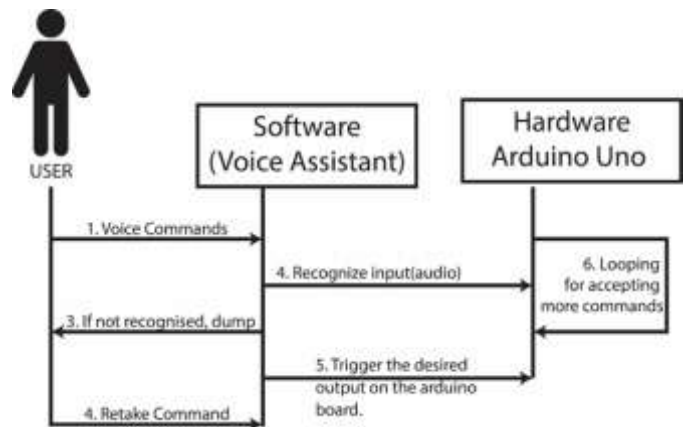 USER
Software
(Voice Assistant)
Hardware
Arduino Uno
1. Voice Commands
4. Recognize input(audio)
6. Looping
for accepting
more commands
3. If not recognised, dump
5. Trigger the desired
output on the arduino
board.
4. Retake Command